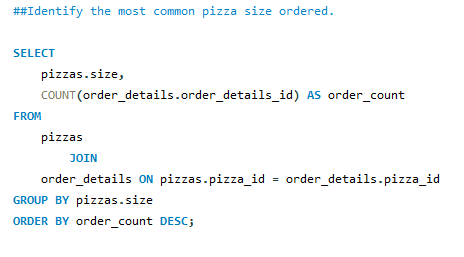 ##Identify the most common pizza size ordered.
SELECT
pizzas.size,
COUNT(order_details.order_details_id) AS order_count
FROM
pizzas
JOIN
order_details ON pizzas.pizza_id = order_details.pizza_id
GROUP BY pizzas.size
ORDER BY order_count DESC;